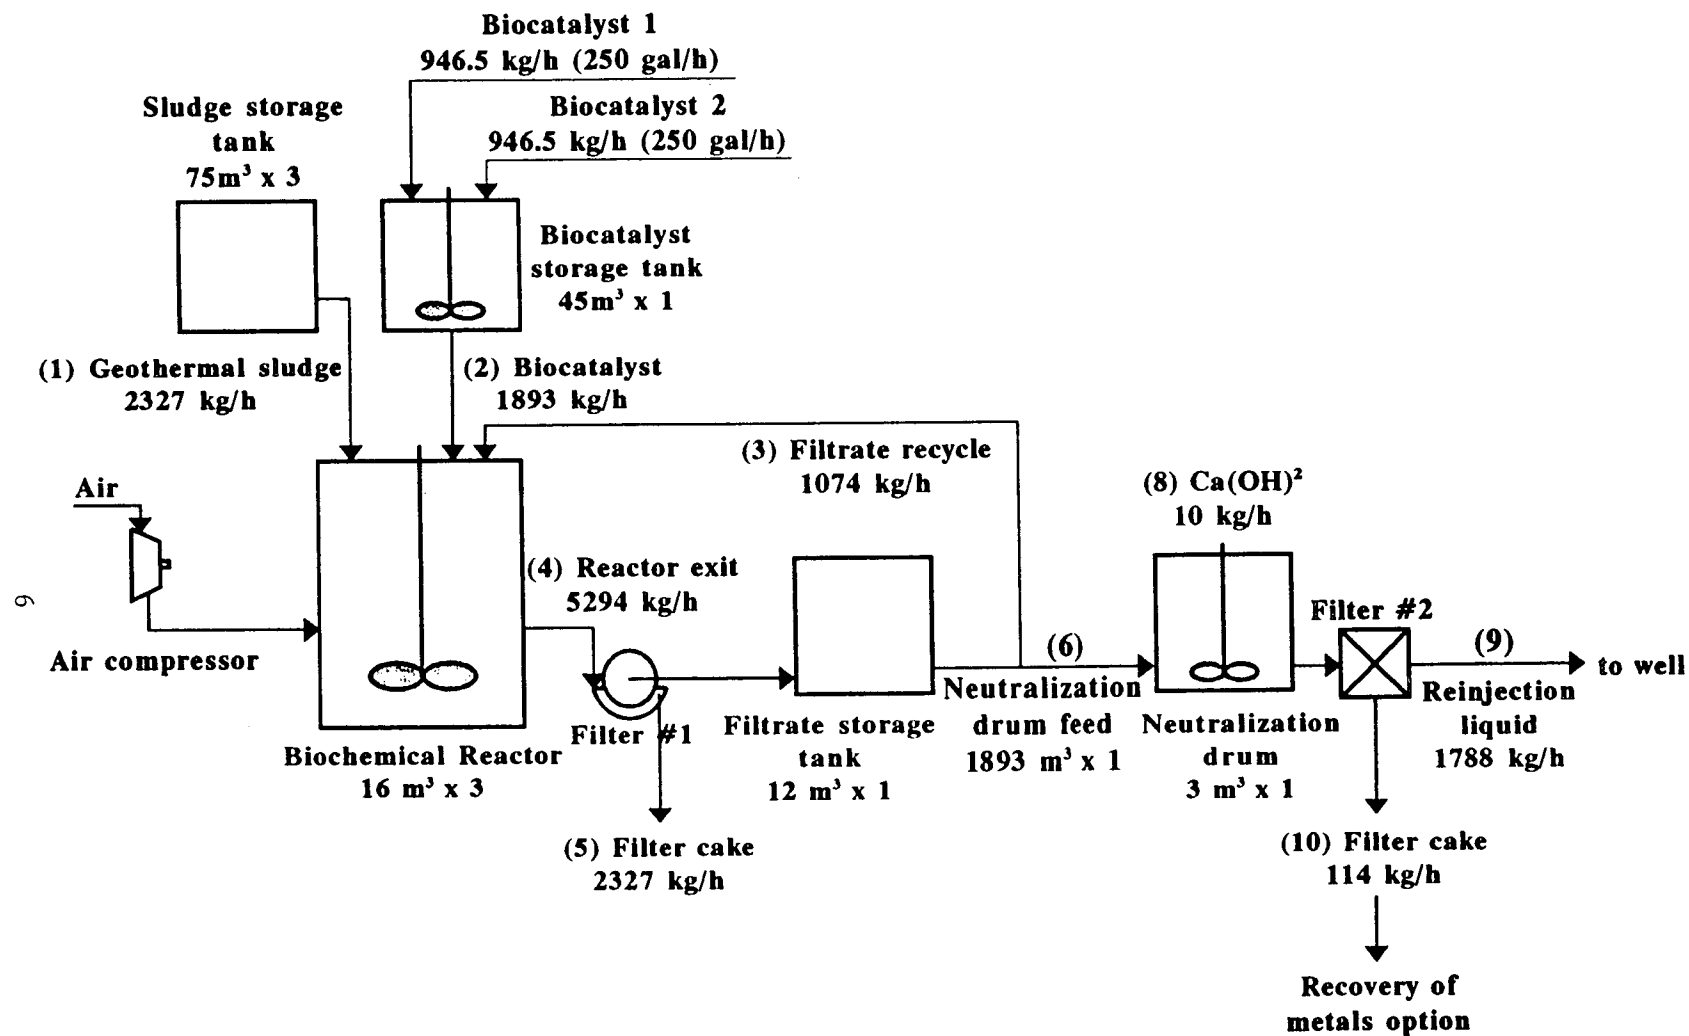 Biocatalyst 1
946.5 kg/h (250 gal/h)
Biocatalyst 2
946.5 kg/h (250 gal/h)
Sludge storage
tank
75m³ x 3
Biocatalyst
storage tank
45m³ x 1
(1) Geothermal sludge
2327 kg/h
(2) Biocatalyst
1893 kg/h
(3) Filtrate recycle
1074 kg/h
(8) Ca(OH)²
10 kg/h
Air
Air compressor
(4) Reactor exit
5294 kg/h
6
Biochemical Reactor
16 m³ x 3
Filter #1
(5) Filter cake
2327 kg/h
Filtrate storage
tank
12 m³ x 1
(6)
Neutralization
drum feed
1893 m³ x 1
Neutralization
drum
3 m³ x 1
Filter #2
(9)
to well
Reinjection
liquid
1788 kg/h
(10) Filter cake
114 kg/h
Recovery of
metals option